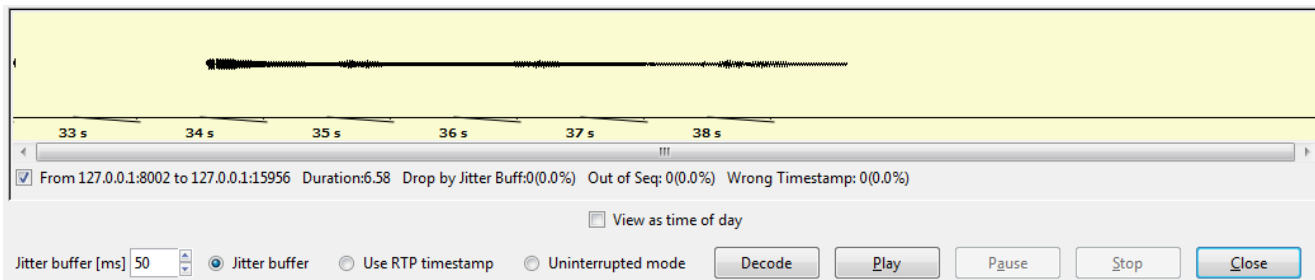 33 s 34 s 35 s 36 s 37 s 38 s
From 127.0.0.1:8002 to 127.0.0.1:15956 Duration:6.58 Drop by Jitter Buff:0(0.0%) Out of Seq: 0(0.0%) Wrong Timestamp: 0(0.0%)
View as time of day
Jitter buffer [ms] 50 Jitter buffer Use RTP timestamp Uninterrupted mode Decode Play Pause Stop Close